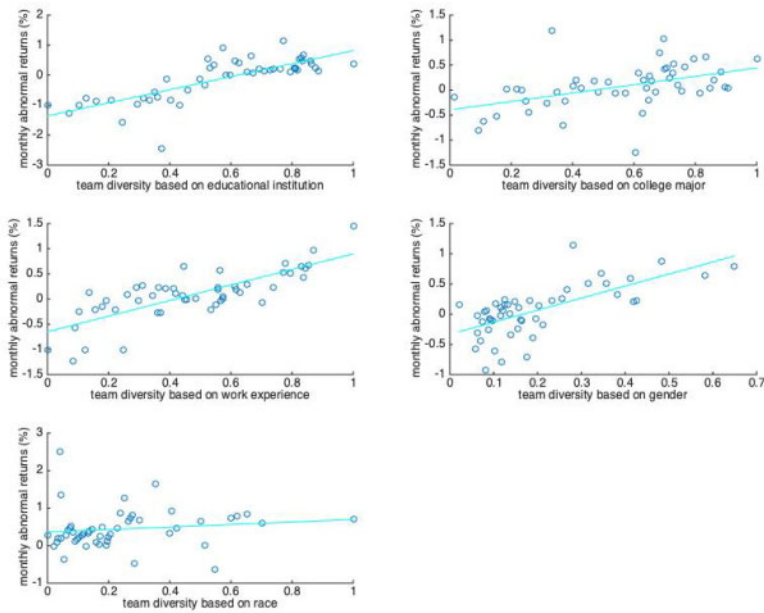 monthly abnormal returns (%)
2
1
0
-1
-2
-3
0 0.2 0.4 0.6 0.8 1
team diversity based on educational institution
monthly abnormal returns (%)
1.5
1
0.5
0
-0.5
-1
-1.5
0 0.2 0.4 0.6 0.8 1
team diversity based on college major
monthly abnormal returns (%)
1.5
1
0.5
0
-0.5
-1
-1.5
0 0.2 0.4 0.6 0.8 1
team diversity based on work experience
monthly abnormal returns (%)
1.5
1
0.5
0
-0.5
-1
0 0.1 0.2 0.3 0.4 0.5 0.6 0.7
team diversity based on gender
monthly abnormal returns (%)
3
2
1
0
-1
0 0.2 0.4 0.6 0.8 1
team diversity based on race